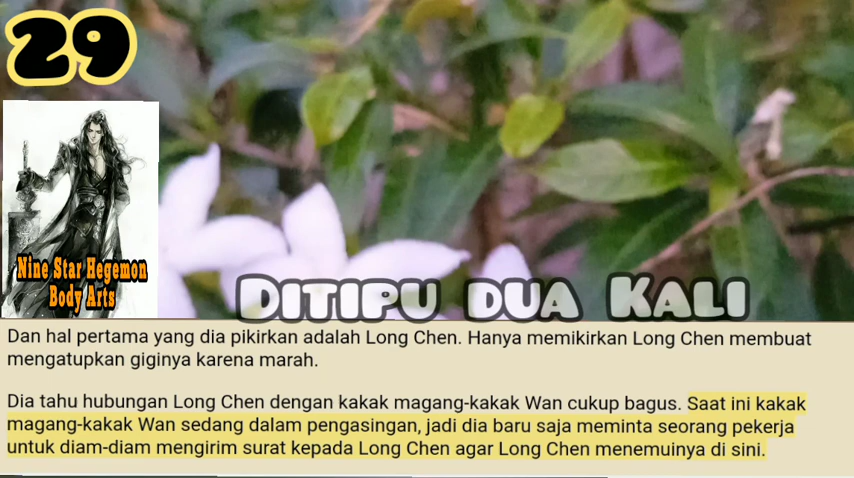 29
Nine Star Hegemon
Body Arts
DITIPU DUA KALI
Dan hal pertama yang dia pikirkan adalah Long Chen. Hanya memikirkan Long Chen membuat
mengatupkan giginya karena marah.
Dia tahu hubungan Long Chen dengan kakak magang-kakak Wan cukup bagus. Saat ini kakak
magang-kakak Wan sedang dalam pengasingan, jadi dia baru saja meminta seorang pekerja
untuk diam-diam mengirim surat kepada Long Chen agar Long Chen menemuinya di sini.